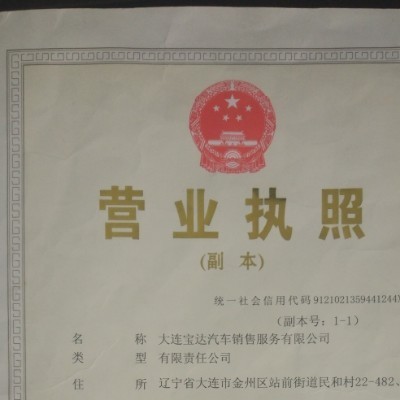 营业执照
(副 本)
统一社会信用代码 9121021359441244X
(副本号: 1-1)
名 称 大连宝达汽车销售服务有限公司
类 型 有限责任公司
住 所 辽宁省大连市金州区站前街道民和村22-482、